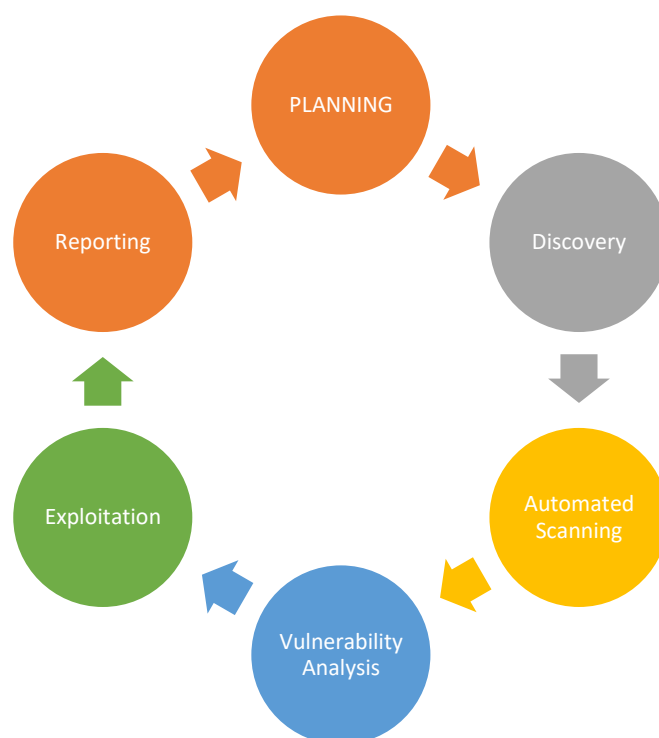 PLANNING
Discovery
Automated
Scanning
Vulnerability
Analysis
Exploitation
Reporting